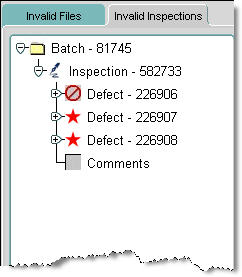 Invalid Files
Invalid Inspections
Batch - 81745
Inspection - 582733
Defect - 226906
Defect - 226907
Defect - 226908
Comments